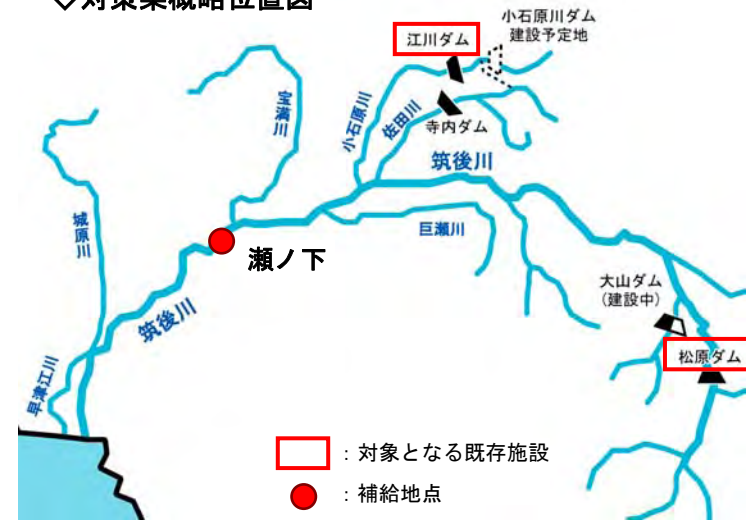 ◇対策案概略位置図
江川ダム
小石原川ダム
建設予定地
宝満川
小石原川
佐田川
寺内ダム
筑後川
城原川
巨瀬川
瀬ノ下
大山ダム
(建設中)
筑後川
松原ダム
早津江川
：対象となる既存施設
：補給地点